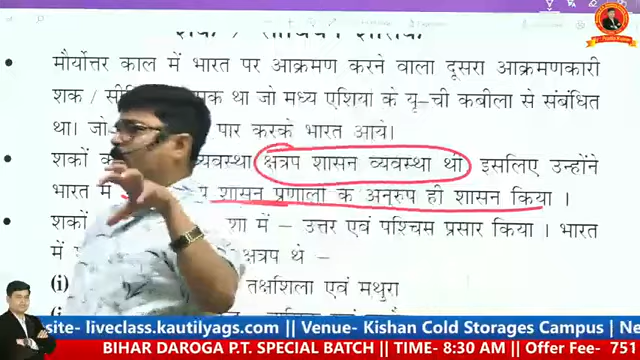 मौर्योत्तर काल में भारत पर आक्रमण करने वाला दूसरा आक्रमणकारी
शक / शासक था जो मध्य एशिया के यू-ची कबीला से संबंधित
था। जो पार करके भारत आये।
शकों व्यवस्था क्षत्रप शासन व्यवस्था थी इसलिए उन्होंने
भारत में शासन प्रणाली के अनुरुप ही शासन किया ।
शकों में – उत्तर एवं पश्चिम प्रसार किया । भारत
में क्षत्रप थे –
(i) तक्षशिला एवं मथुरा
site- liveclass.kautilyags.com || Venue- Kishan Cold Storages Campus | Ne
BIHAR DAROGA P.T. SPECIAL BATCH || TIME- 8:30 AM || Offer Fee- 751